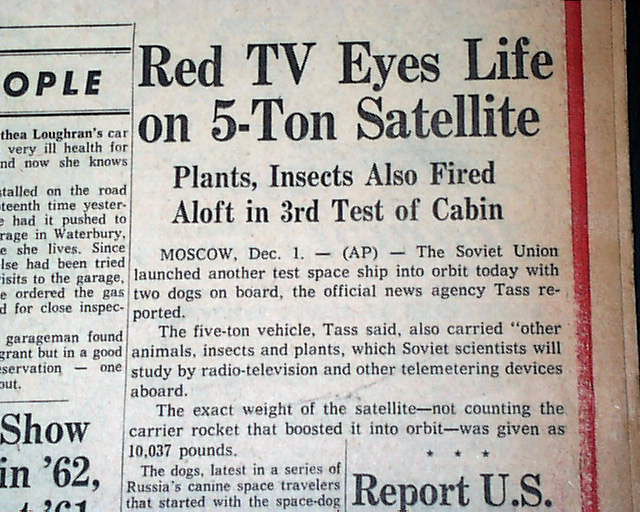 OPLE
thea Loughran's car
very ill health for
nd now she knows
talled on the road
teenth time yester-
e had it pushed to
rage in Waterbury,
e she lives. Since
lse had been tried
isits to the garage,
e ordered the gas
d for close inspec-
garageman found
grant but in a good
servation — one
out.
Show
in '62,
Red TV Eyes Life
on 5-Ton Satellite
Plants, Insects Also Fired
Aloft in 3rd Test of Cabin
MOSCOW, Dec. 1. — (AP) — The Soviet Union
launched another test space ship into orbit today with
two dogs on board, the official news agency Tass re-
ported.
The five-ton vehicle, Tass said, also carried "other
animals, insects and plants, which Soviet scientists will
study by radio-television and other telemetering devices
aboard.
The exact weight of the satellite—not counting the
carrier rocket that boosted it into orbit—was given as
10,037 pounds.
The dogs, latest in a series of
Russia's canine space travelers
that started with the space-dog
* * *
Report U.S.